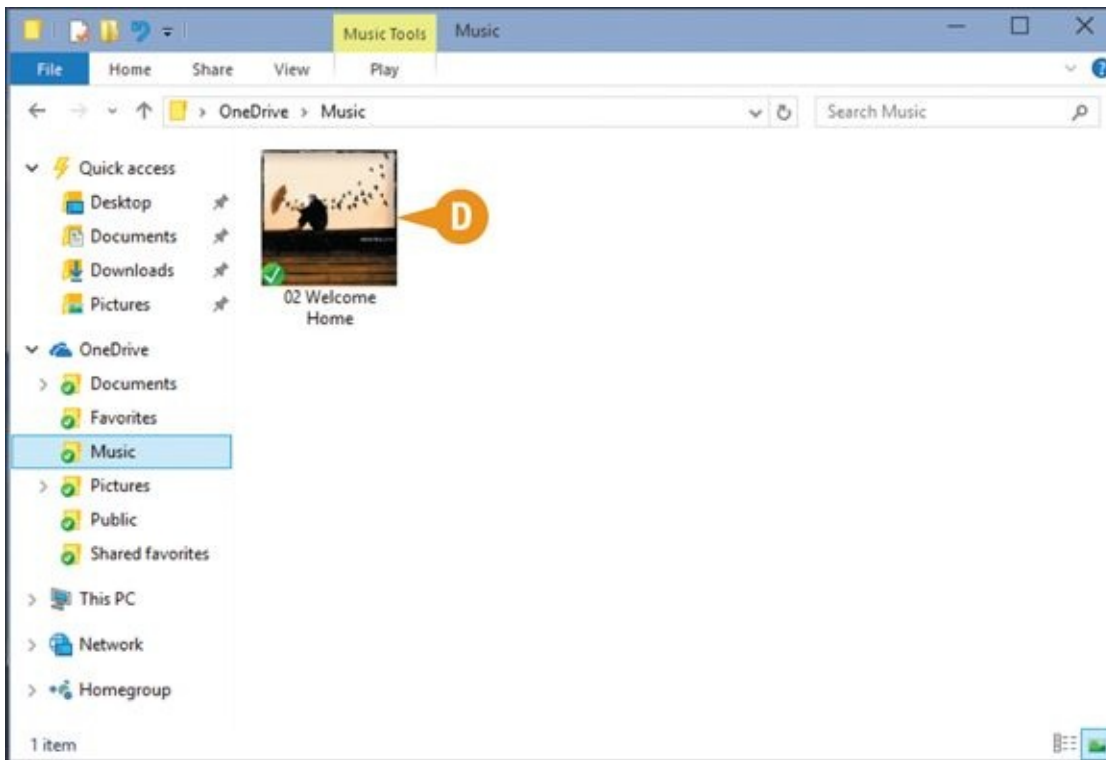 Music Tools Music
File Home Share View Play
OneDrive > Music
Search Music
Quick access
Desktop
Documents
Downloads
Pictures
OneDrive
Documents
Favorites
Music
Pictures
Public
Shared favorites
This PC
Network
Homegroup
D
02 Welcome
Home
1 item